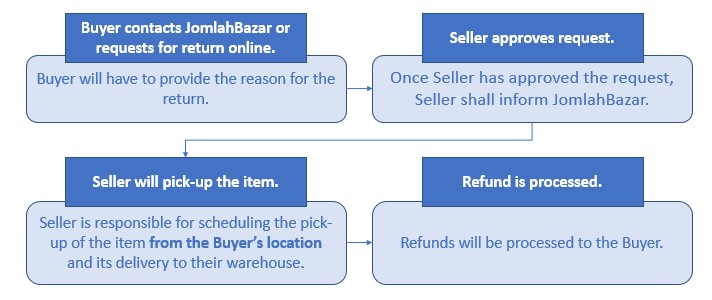 Buyer contacts JomlahBazar or
requests for return online.
Buyer will have to provide the reason for the
return.
Seller approves request.
Once Seller has approved the request,
Seller shall inform JomlahBazar.
Seller will pick-up the item.
Seller is responsible for scheduling the pick-
up of the item from the Buyer's location
and its delivery to their warehouse.
Refund is processed.
Refunds will be processed to the Buyer.